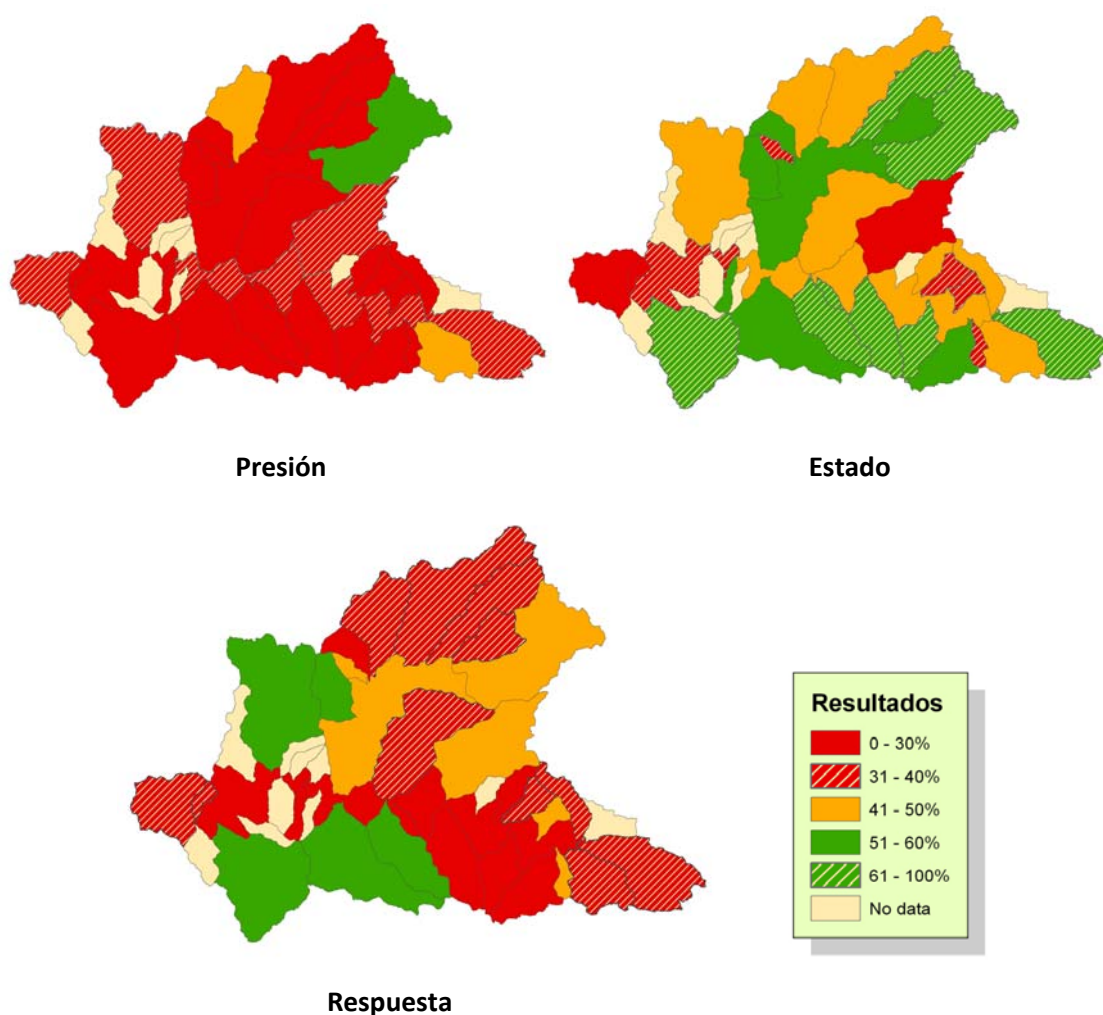 Presión
Estado
Resultados
0 - 30%
31 - 40%
41 - 50%
51 - 60%
61 - 100%
No data
Respuesta